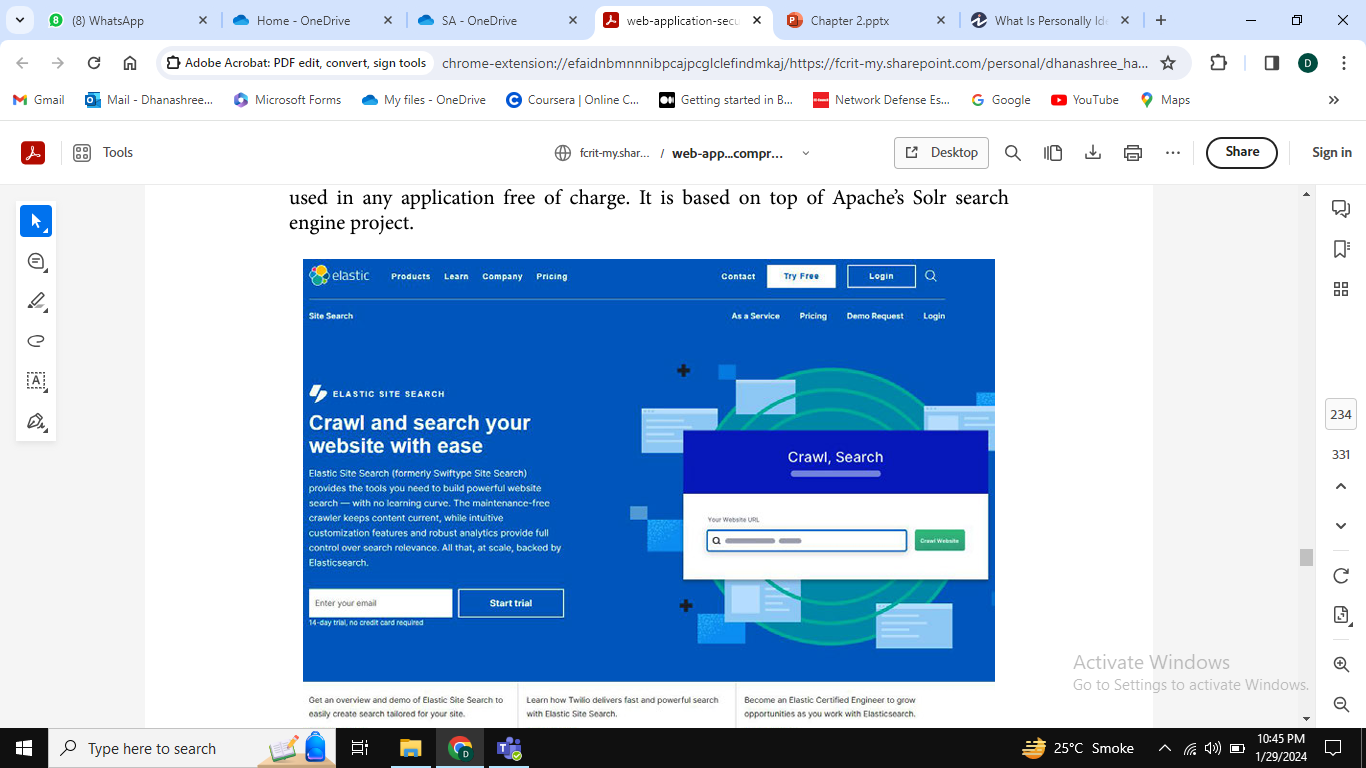 (8) WhatsApp
Home - OneDrive
SA - OneDrive
web-application-secu
Chapter 2.pptx
What Is Personally Ide
Adobe Acrobat: PDF edit, convert, sign tools
chrome-extension://efaidnbmnnnibpcajpcglclefindmkaj/https://fcrit-my.sharepoint.com/personal/dhanashree_ha...
D
Gmail
Mail - Dhanashree...
Microsoft Forms
My files - OneDrive
Coursera | Online C...
Getting started in B...
Network Defense Es...
Google
YouTube
Maps
Tools
fcrit-my.shar... / web-app...compr...
Desktop
Share
Sign in
used in any application free of charge. It is based on top of Apache’s Solr search
engine project.
elastic Products Learn Company Pricing Contact Try Free Login
Site Search As a Service Pricing Demo Request Login
ELASTIC SITE SEARCH
Crawl and search your
website with ease
Elastic Site Search (formerly Swiftype Site Search)
provides the tools you need to build powerful website
search — with no learning curve. The maintenance-free
crawler keeps content current, while intuitive
customization features and robust analytics provide full
control over search relevance. All that, at scale, backed by
Elasticsearch.
Enter your email
Start trial
14-day trial, no credit card required
Crawl, Search
Your Website URL
Crawl Website
Get an overview and demo of Elastic Site Search to
easily create search tailored for your site.
Learn how Twilio delivers fast and powerful search
with Elastic Site Search.
Become an Elastic Certified Engineer to grow
opportunities as you work with Elasticsearch.
234
331
Activate Windows
Go to Settings to activate Windows.
Type here to search
25°C Smoke
10:45 PM
1/29/2024